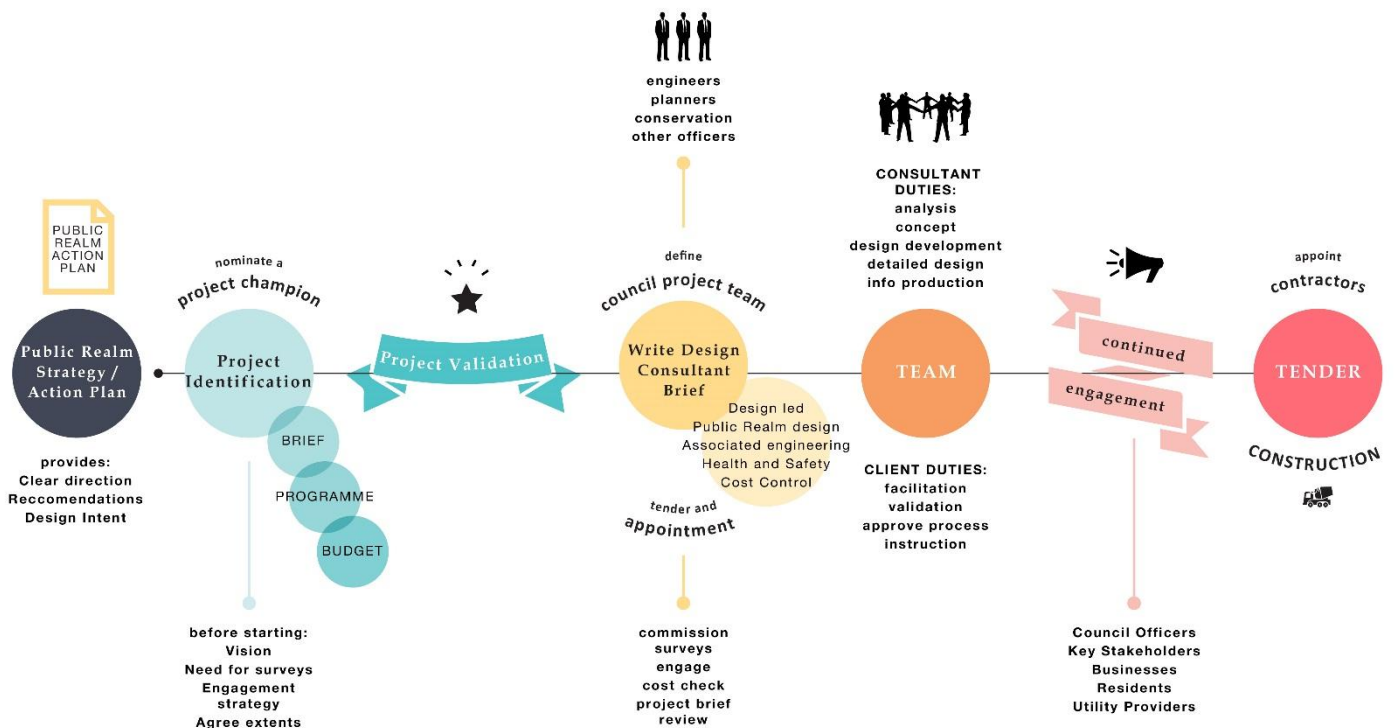 PUBLIC
REALM
ACTION
PLAN
Public Realm
Strategy /
Action Plan
provides:
Clear direction
Reccomendations
Design Intent
nominate a
project champion
Project
Identification
BRIEF
PROGRAMME
BUDGET
before starting:
Vision
Need for surveys
Engagement
strategy
Agree extents
Project Validation
engineers
planners
conservation
other officers
define
council project team
Write Design
Consultant
Brief
Design led
Public Realm design
Associated engineering
Health and Safety
Cost Control
tender and
appointment
commission
surveys
engage
cost check
project brief
review
CONSULTANT
DUTIES:
analysis
concept
design development
detailed design
info production
TEAM
CLIENT DUTIES:
facilitation
validation
approve process
instruction
continued
engagement
Council Officers
Key Stakeholders
Businesses
Residents
Utility Providers
appoint
contractors
TENDER
CONSTRUCTION